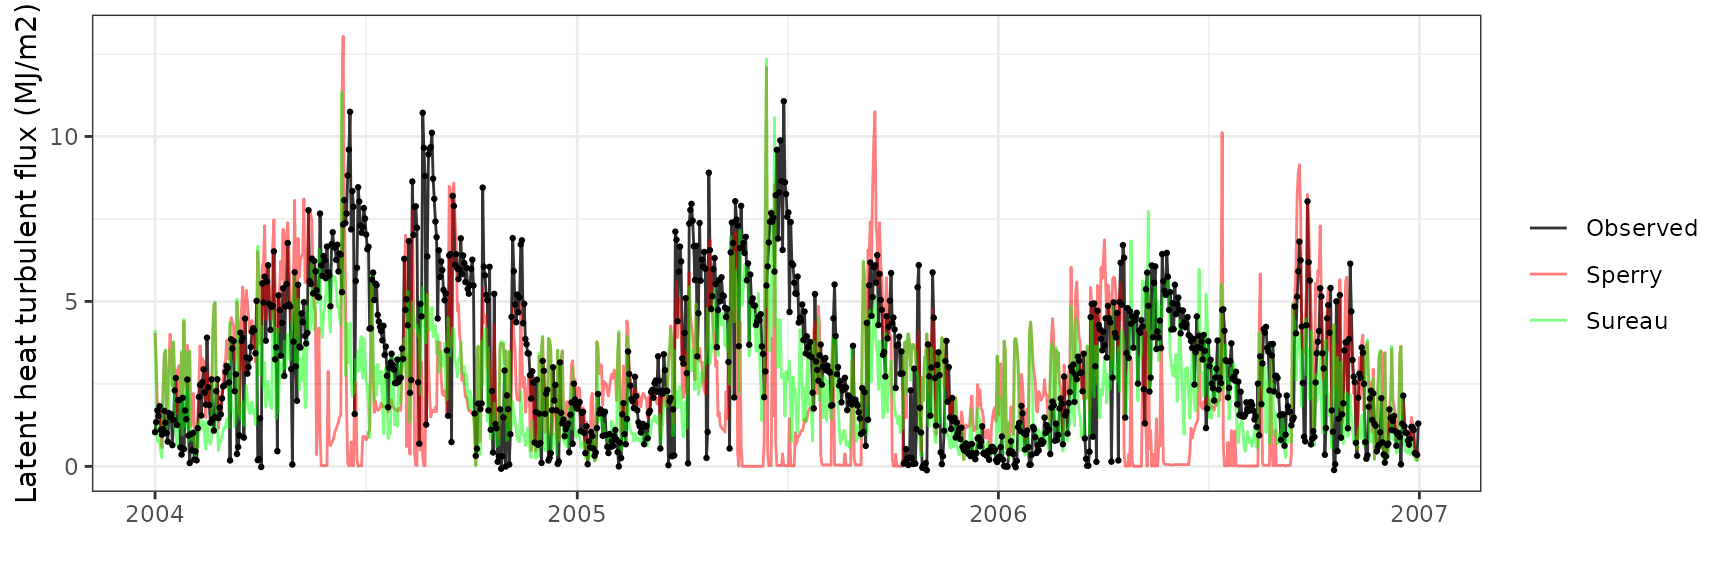 Latent heat turbulent flux (MJ/m2)
10
5
0
2004 2005 2006 2007
Observed
Sperry
Sureau